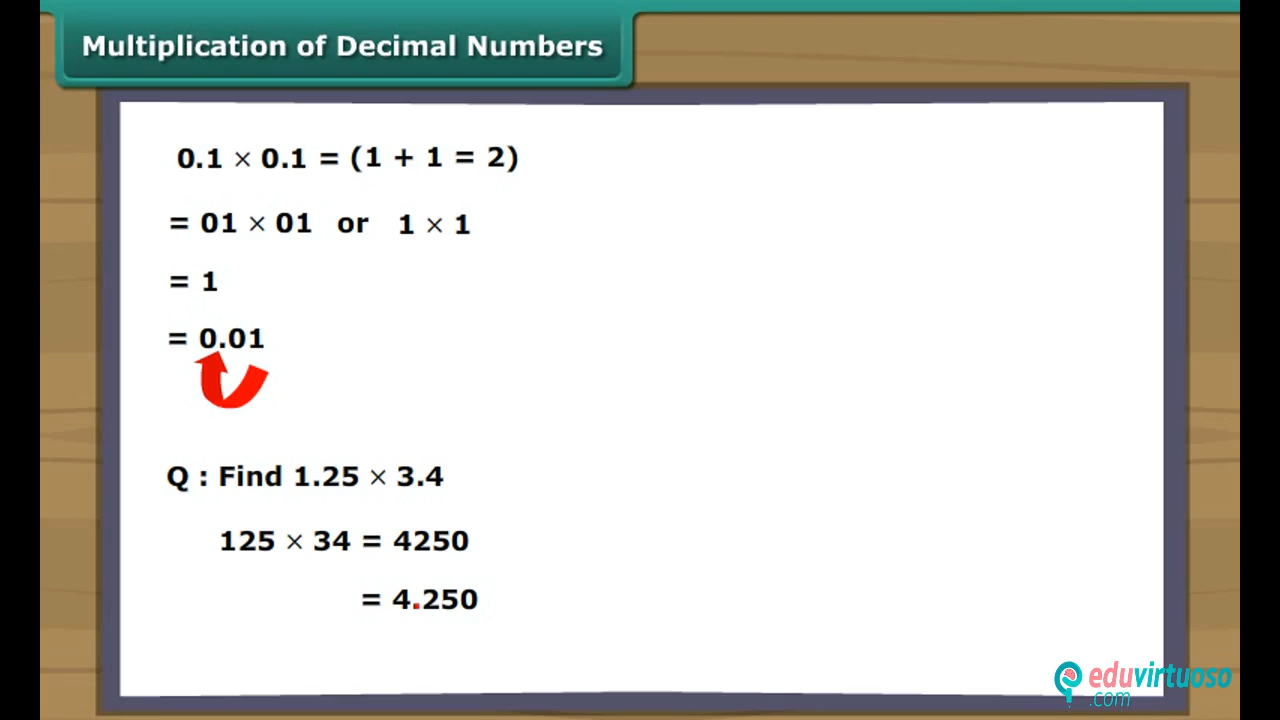 Multiplication of Decimal Numbers
0.1 × 0.1 = (1 + 1 = 2)
= 01 × 01 or 1 × 1
= 1
= 0.01
Q : Find 1.25 × 3.4
125 × 34 = 4250
= 4.250
eduvirtuoso
.com